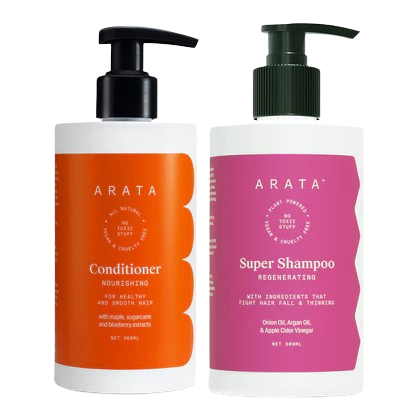 ARATA
ALL NATURAL
NO
TOXIC
STUFF
VEGAN & CRUELTY FREE
Conditioner
NOURISHING
FOR HEALTHY
AND SMOOTH HAIR
with maple, sugarcane
and blueberry extracts
NET 300ML
ARATA™
PLANT POWERED
NO
TOXIC
STUFF
VEGAN & CRUELTY FREE
Super Shampoo
REGENERATING
WITH INGREDIENTS THAT
FIGHT HAIR FALL & THINNING
Onion Oil, Argan Oil,
& Apple Cider Vinegar
NET 300ML